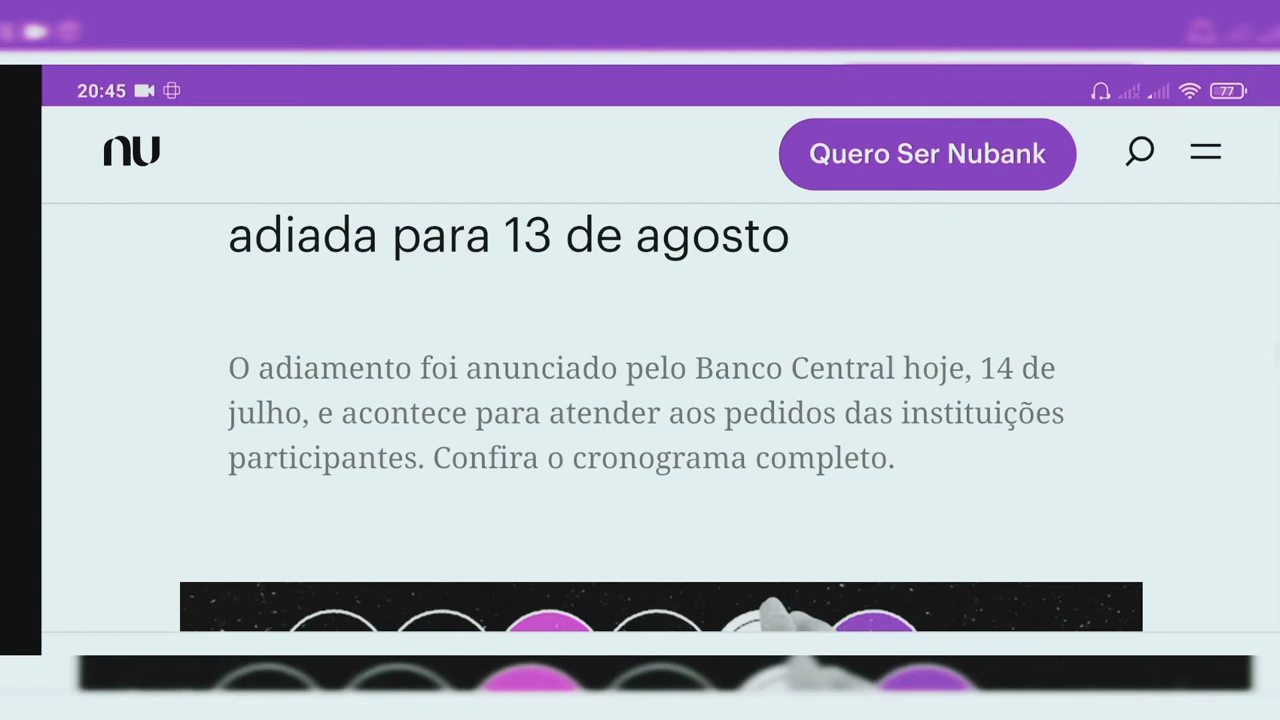 20:45
77
nu
Quero Ser Nubank
adiada para 13 de agosto
O adiamento foi anunciado pelo Banco Central hoje, 14 de
julho, e acontece para atender aos pedidos das instituições
participantes. Confira o cronograma completo.